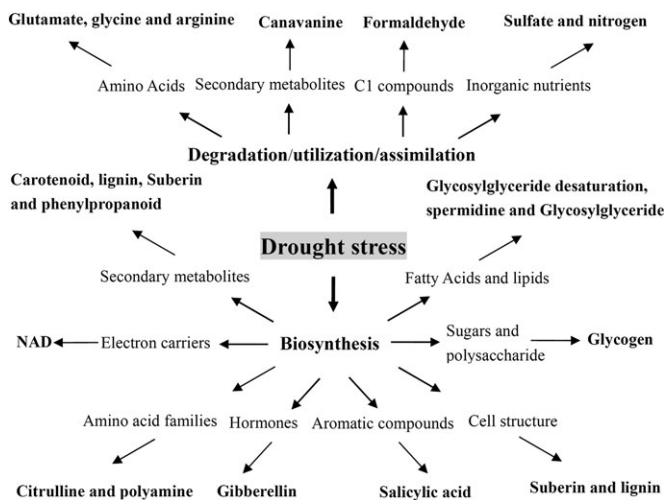 Glutamate, glycine and arginine
Canavanine
Formaldehyde
Sulfate and nitrogen
Amino Acids
Secondary metabolites
C1 compounds
Inorganic nutrients
Degradation/utilization/assimilation
Carotenoid, lignin, Suberin
and phenylpropanoid
Glycosylglyceride desaturation,
spermidine and Glycosylglyceride
Drought stress
Secondary metabolites
Fatty Acids and lipids
NAD
Electron carriers
Biosynthesis
Sugars and
polysaccharide
Glycogen
Amino acid families
Hormones
Aromatic compounds
Cell structure
Citrulline and polyamine
Gibberellin
Salicylic acid
Suberin and lignin